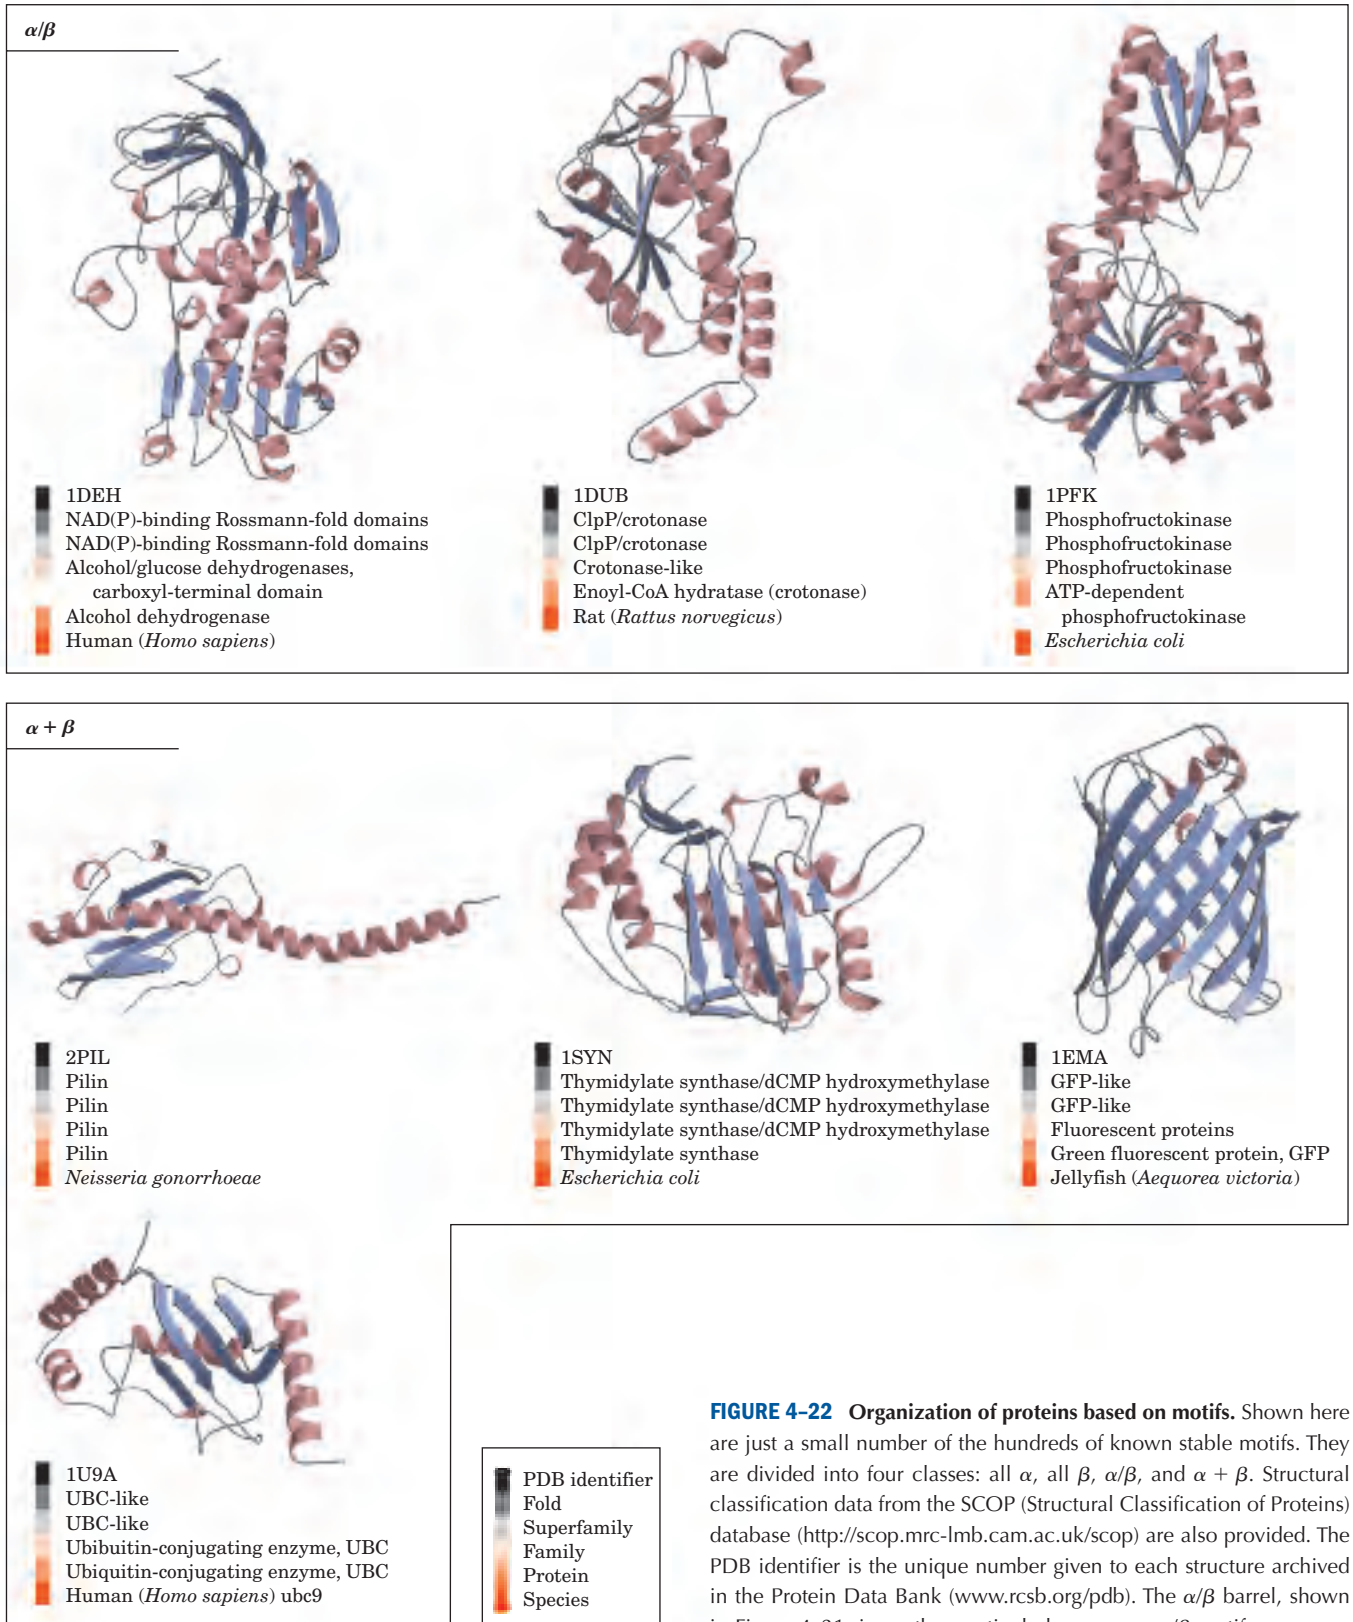 α/β
1DEH
NAD(P)-binding Rossmann-fold domains
NAD(P)-binding Rossmann-fold domains
Alcohol/glucose dehydrogenases,
carboxyl-terminal domain
Alcohol dehydrogenase
Human (Homo sapiens)
1DUB
ClpP/crotonase
ClpP/crotonase
Crotonase-like
Enoyl-CoA hydratase (crotonase)
Rat (Rattus norvegicus)
1PFK
Phosphofructokinase
Phosphofructokinase
Phosphofructokinase
ATP-dependent
phosphofructokinase
Escherichia coli
α + β
2PIL
Pilin
Pilin
Pilin
Pilin
Neisseria gonorrhoeae
1SYN
Thymidylate synthase/dCMP hydroxymethylase
Thymidylate synthase/dCMP hydroxymethylase
Thymidylate synthase/dCMP hydroxymethylase
Thymidylate synthase
Escherichia coli
1EMA
GFP-like
GFP-like
Fluorescent proteins
Green fluorescent protein, GFP
Jellyfish (Aequorea victoria)
1U9A
UBC-like
UBC-like
Ubibuitin-conjugating enzyme, UBC
Ubiquitin-conjugating enzyme, UBC
Human (Homo sapiens) ubc9
PDB identifier
Fold
Superfamily
Family
Protein
Species
FIGURE 4–22 Organization of proteins based on motifs. Shown here
are just a small number of the hundreds of known stable motifs. They
are divided into four classes: all α, all β, α/β, and α + β. Structural
classification data from the SCOP (Structural Classification of Proteins)
database (http://scop.mrc-lmb.cam.ac.uk/scop) are also provided. The
PDB identifier is the unique number given to each structure archived
in the Protein Data Bank (www.rcsb.org/pdb). The α/β barrel, shown